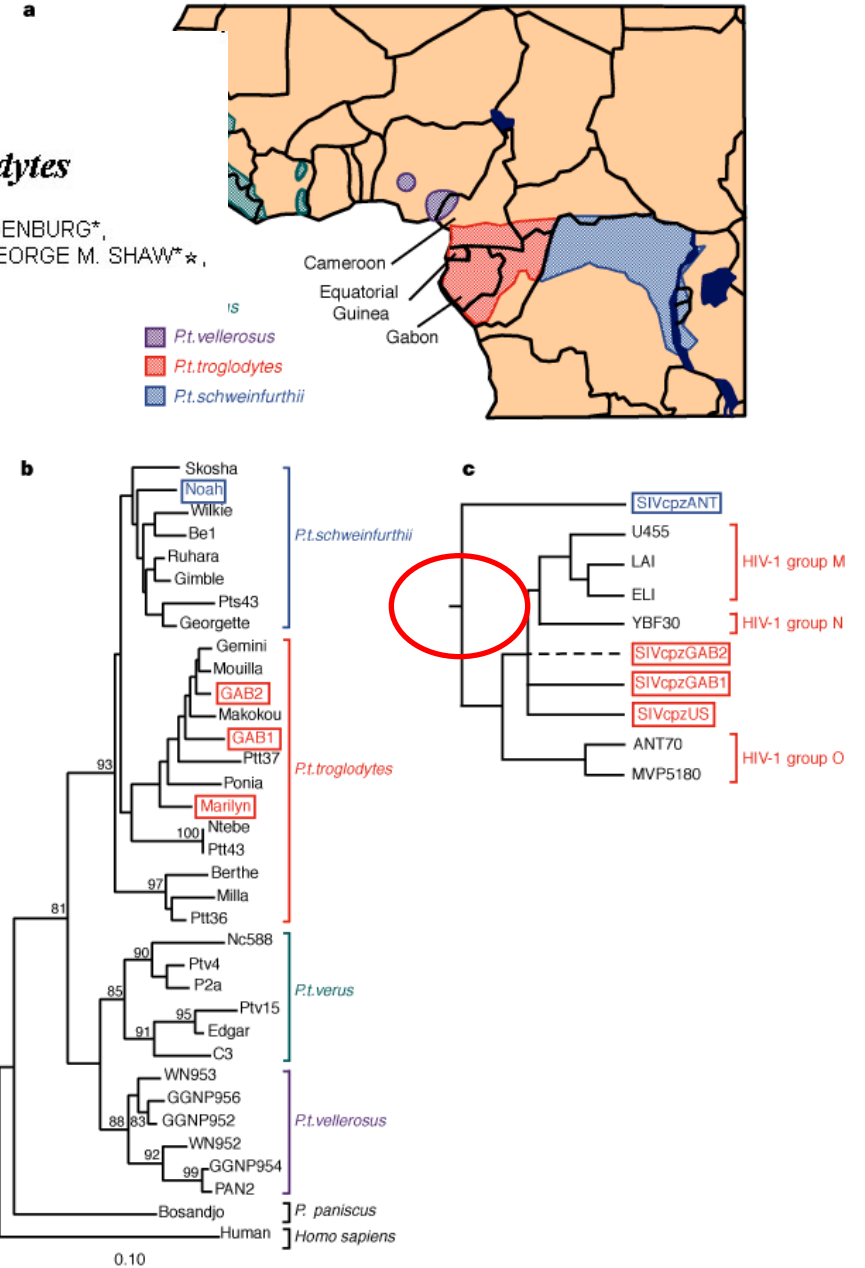 a
dytes
ENBURG*,
EORGE M. SHAW*☆,
us
P.t.vellerosus
P.t.troglodytes
P.t.schweinfurthii
Cameroon
Equatorial
Guinea
Gabon
b
Skosha
Noah
Wilkie
Be1
Ruhara
Gimble
Pts43
Georgette
P.t.schweinfurthii
Gemini
Mouilla
GAB2
Makokou
GAB1
Ptt37
Ponia
Marilyn
Ntebe
100
Ptt43
Berthe
97
Milla
Ptt36
P.t.troglodytes
93
81
Nc588
90
Ptv4
P2a
85
95
Ptv15
91
Edgar
C3
P.t.verus
WN953
GGNP956
88
83
GGNP952
WN952
92
GGNP954
99
PAN2
P.t.vellerosus
Bosandjo
P. paniscus
Human
Homo sapiens
0.10
c
SIVcpzANT
U455
LAI
ELI
HIV-1 group M
YBF30
HIV-1 group N
SIVcpzGAB2
SIVcpzGAB1
SIVcpzUS
ANT70
MVP5180
HIV-1 group O